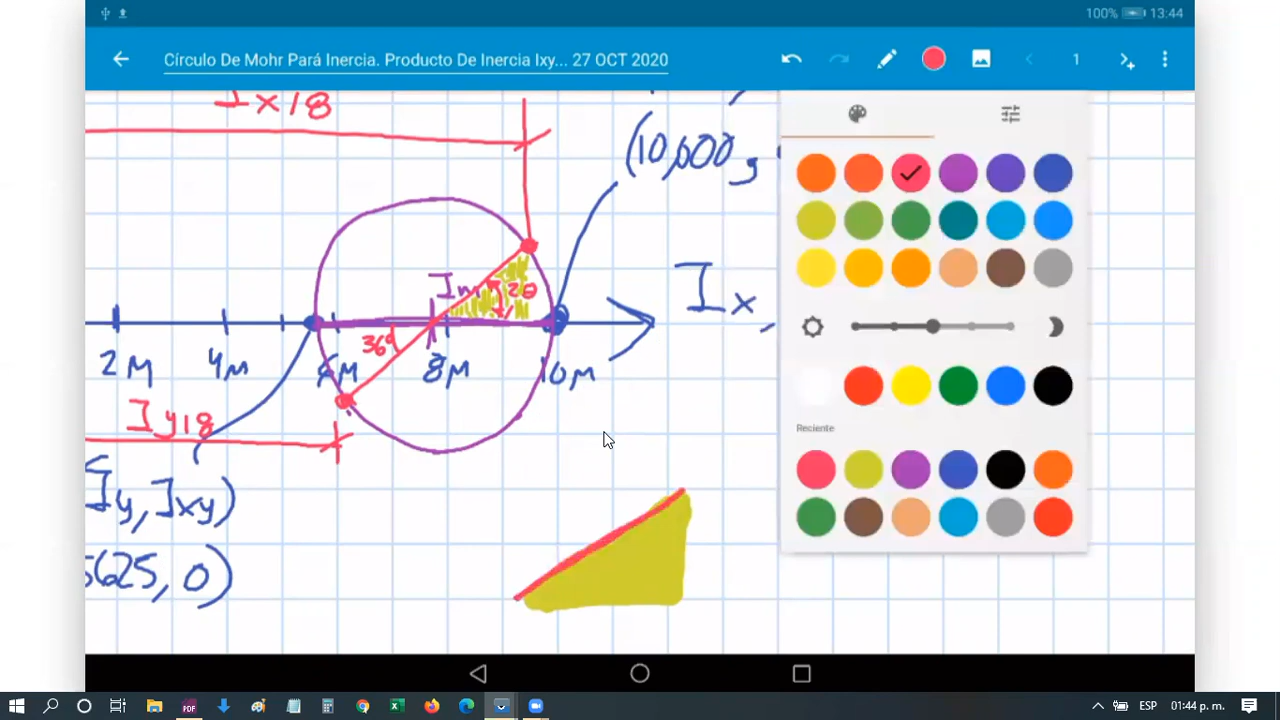 100% 13:44
Círculo De Mohr Pará Inercia. Producto De Inercia Ixy... 27 OCT 2020
1
Ix18
(10,000,
Im
2θ
Ix,
36°
2M 4M 6M 8M 10M
Iy18
Iy, Ixy)
5625, 0)
Reciente
ESP 01:44 p. m.